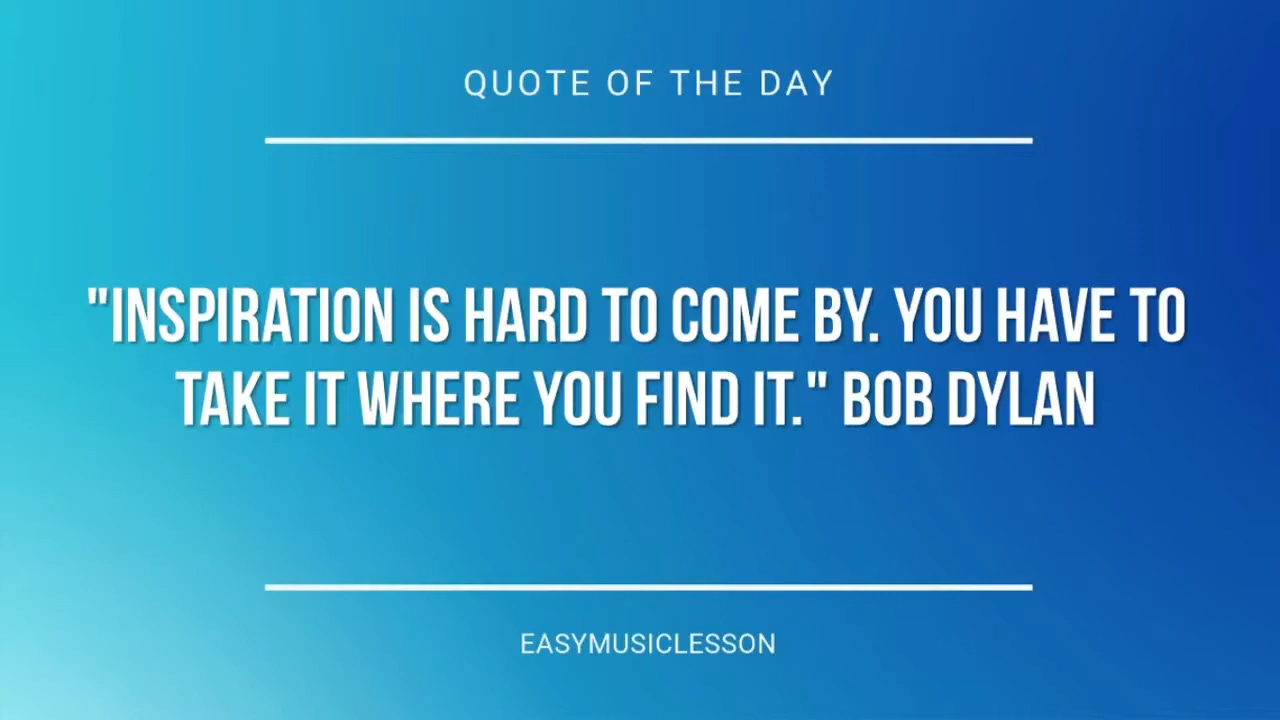 QUOTE OF THE DAY
"INSPIRATION IS HARD TO COME BY. YOU HAVE TO
TAKE IT WHERE YOU FIND IT." BOB DYLAN
EASYMUSICLESSON